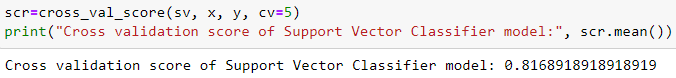 scr=cross_val_score(sv, x, y, cv=5)
print("Cross validation score of Support Vector Classifier model:", scr.mean())
Cross validation score of Support Vector Classifier model: 0.8168918918918919